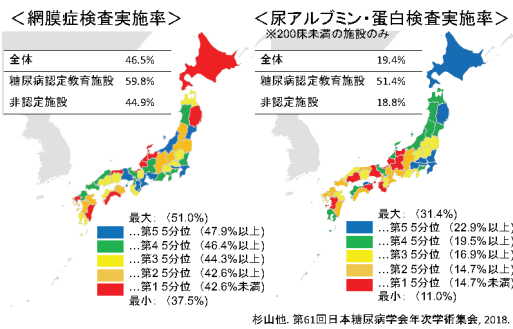 ＜網膜症検査実施率＞
全体 46.5%
糖尿病認定教育施設 59.8%
非認定施設 44.9%
最大： （51.0%）
…第５５分位 （47.9%以上）
…第４５分位 （46.4%以上）
…第３５分位 （44.3%以上）
…第２５分位 （42.6%以上）
…第１５分位 （42.6%未満）
最小： （37.5%）
＜尿アルブミン・蛋白検査実施率＞
※200床未満の施設のみ
全体 19.4%
糖尿病認定教育施設 51.4%
非認定施設 18.8%
最大： （31.4%）
…第５５分位 （22.9%以上）
…第４５分位 （19.5%以上）
…第３５分位 （16.9%以上）
…第２５分位 （14.7%以上）
…第１５分位 （14.7%未満）
最小： （11.0%）
杉山他. 第61回日本糖尿病学会年次学術集会, 2018.